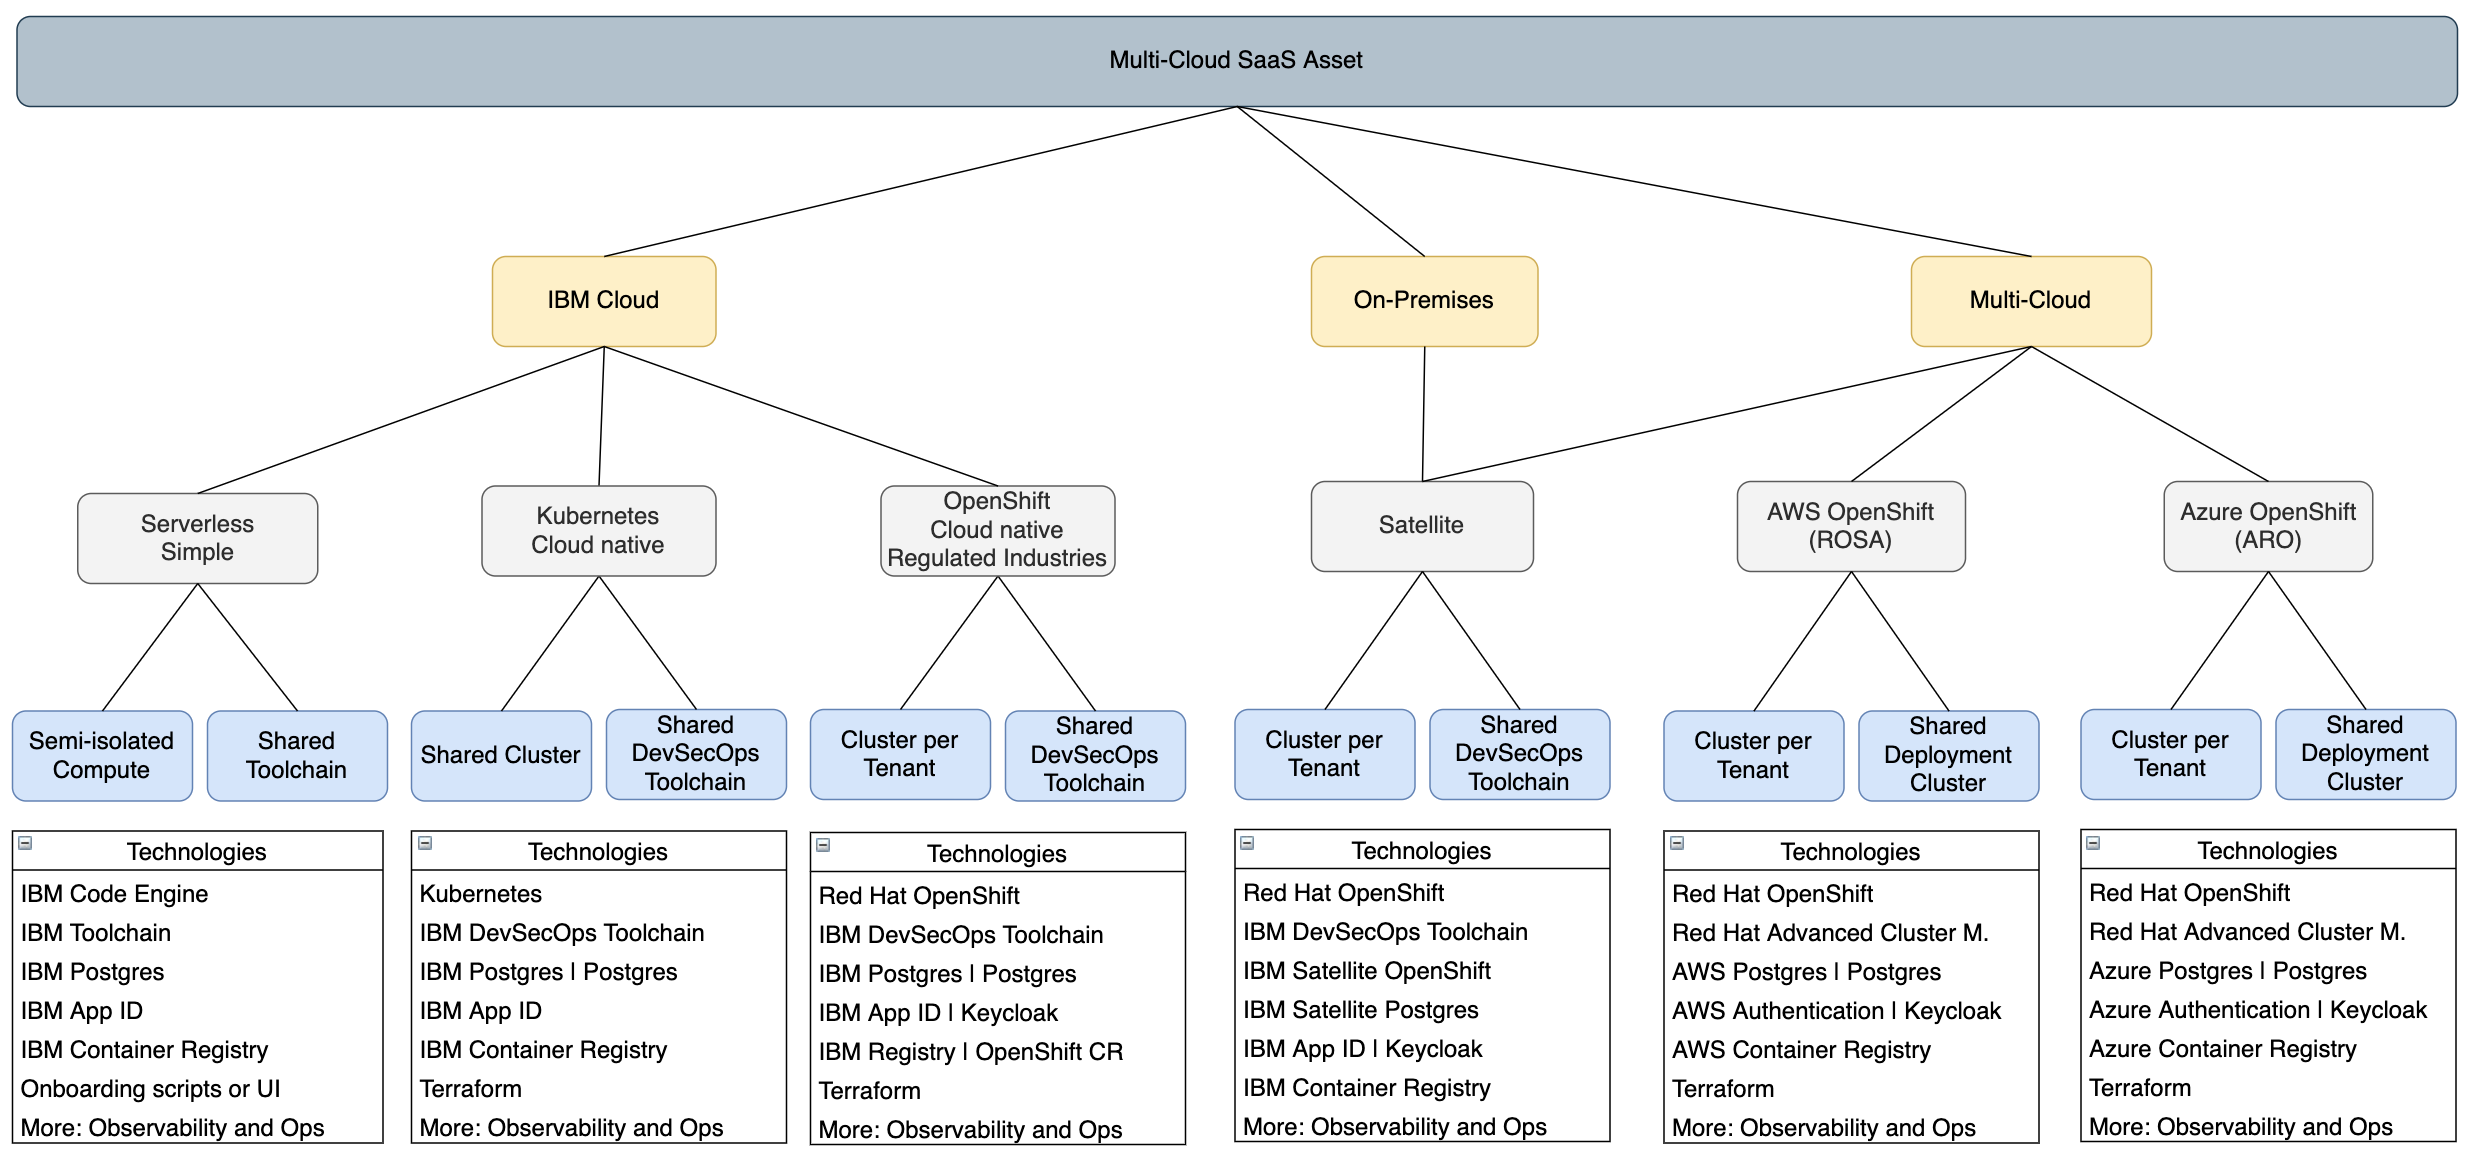 Multi-Cloud SaaS Asset
IBM Cloud
On-Premises
Multi-Cloud
Serverless
Simple
Kubernetes
Cloud native
OpenShift
Cloud native
Regulated Industries
Satellite
AWS OpenShift
(ROSA)
Azure OpenShift
(ARO)
Semi-isolated
Compute
Shared
Toolchain
Shared Cluster
Shared
DevSecOps
Toolchain
Cluster per
Tenant
Shared
DevSecOps
Toolchain
Cluster per
Tenant
Shared
DevSecOps
Toolchain
Cluster per
Tenant
Shared
Deployment
Cluster
Cluster per
Tenant
Shared
Deployment
Cluster
Technologies
IBM Code Engine
IBM Toolchain
IBM Postgres
IBM App ID
IBM Container Registry
Onboarding scripts or UI
More: Observability and Ops
Technologies
Kubernetes
IBM DevSecOps Toolchain
IBM Postgres | Postgres
IBM App ID
IBM Container Registry
Terraform
More: Observability and Ops
Technologies
Red Hat OpenShift
IBM DevSecOps Toolchain
IBM Postgres | Postgres
IBM App ID | Keycloak
IBM Registry | OpenShift CR
Terraform
More: Observability and Ops
Technologies
Red Hat OpenShift
IBM DevSecOps Toolchain
IBM Satellite OpenShift
IBM Satellite Postgres
IBM App ID | Keycloak
IBM Container Registry
More: Observability and Ops
Technologies
Red Hat OpenShift
Red Hat Advanced Cluster M.
AWS Postgres | Postgres
AWS Authentication | Keycloak
AWS Container Registry
Terraform
More: Observability and Ops
Technologies
Red Hat OpenShift
Red Hat Advanced Cluster M.
Azure Postgres | Postgres
Azure Authentication | Keycloak
Azure Container Registry
Terraform
More: Observability and Ops